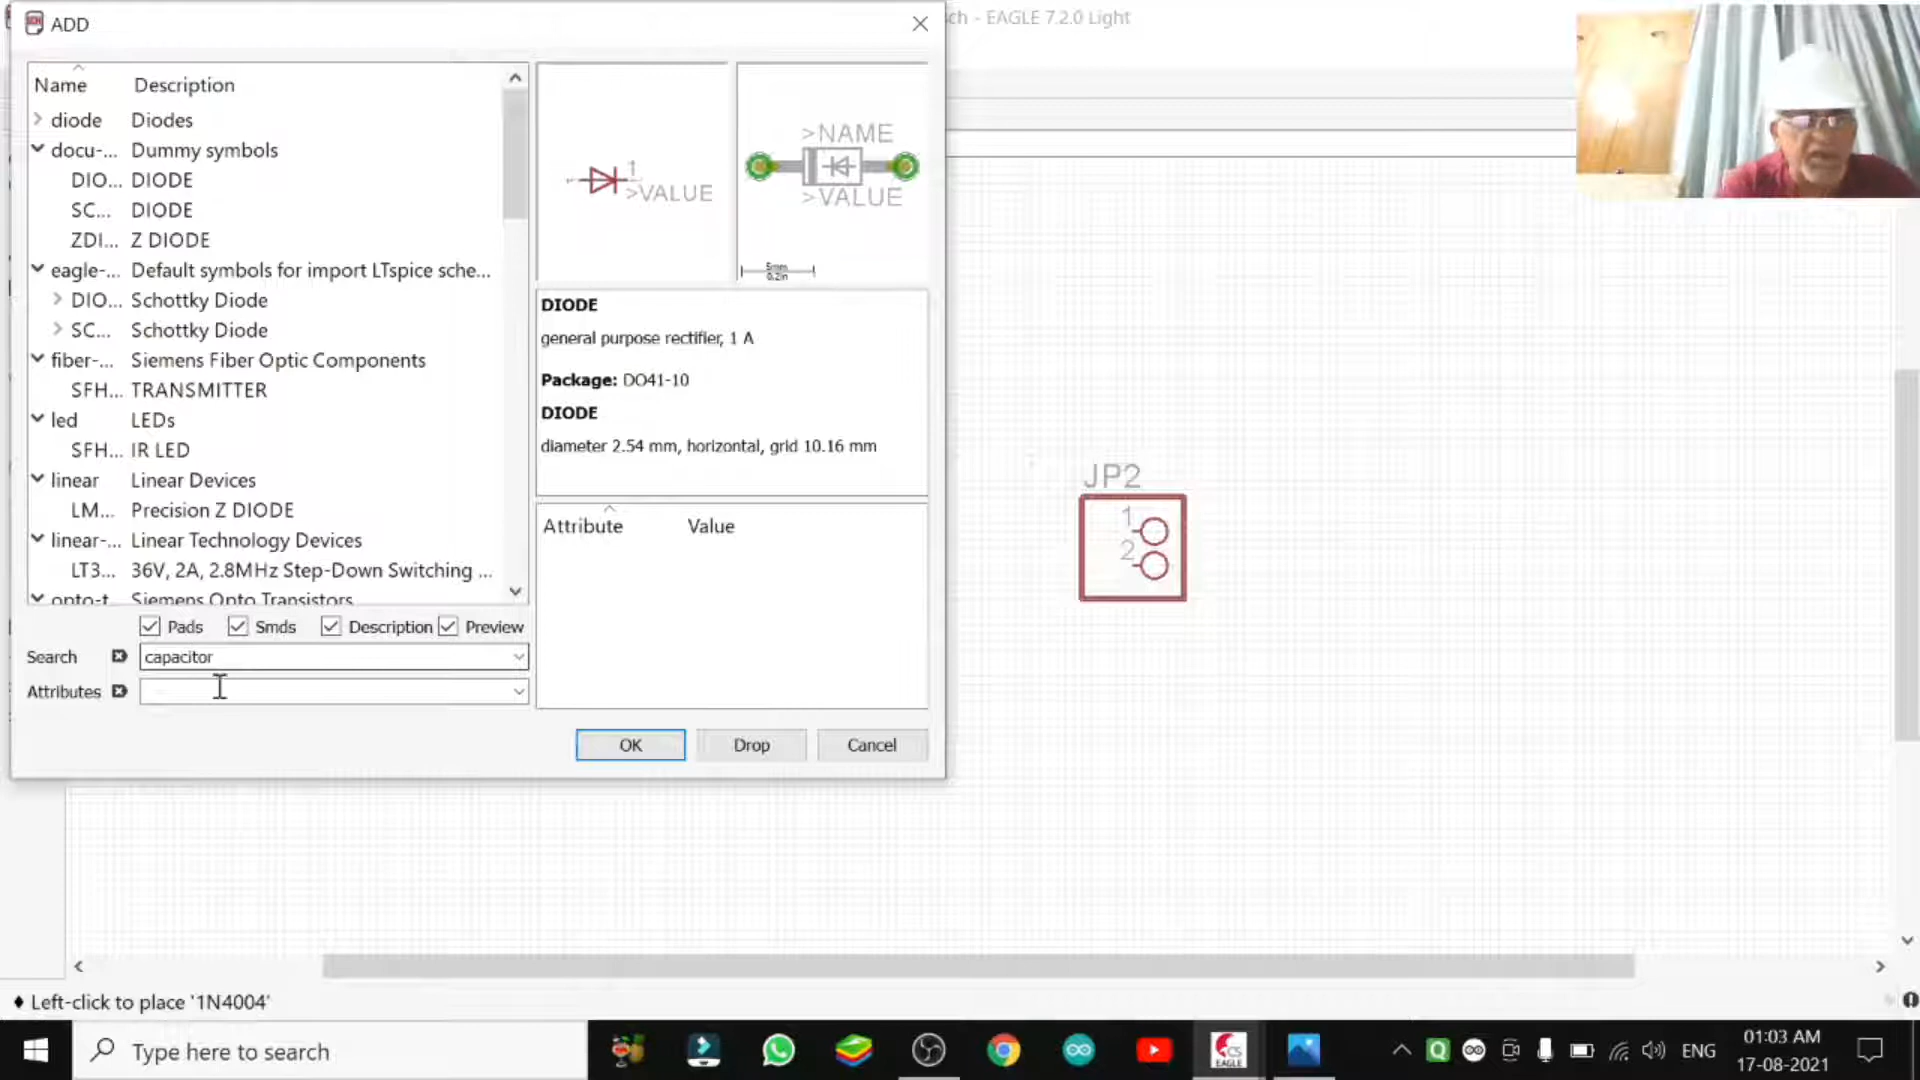 ADD
ch - EAGLE 7.2.0 Light
Name Description
diode Diodes
docu-... Dummy symbols
DIO... DIODE
SC... DIODE
ZDI... Z DIODE
eagle-... Default symbols for import LTspice sche...
DIO... Schottky Diode
SC... Schottky Diode
fiber-... Siemens Fiber Optic Components
SFH... TRANSMITTER
led LEDs
SFH... IR LED
linear Linear Devices
LM... Precision Z DIODE
linear-... Linear Technology Devices
LT3... 36V, 2A, 2.8MHz Step-Down Switching ...
opto-t Siemens Opto Transistors
Pads Smds Description Preview
Search capacitor
Attributes
1
>VALUE
>NAME
>VALUE
5mm
0.2in
DIODE
general purpose rectifier, 1 A
Package: DO41-10
DIODE
diameter 2.54 mm, horizontal, grid 10.16 mm
Attribute Value
OK Drop Cancel
JP2
1
2
Left-click to place '1N4004'
Type here to search
CS
EAGLE
ENG
01:03 AM
17-08-2021